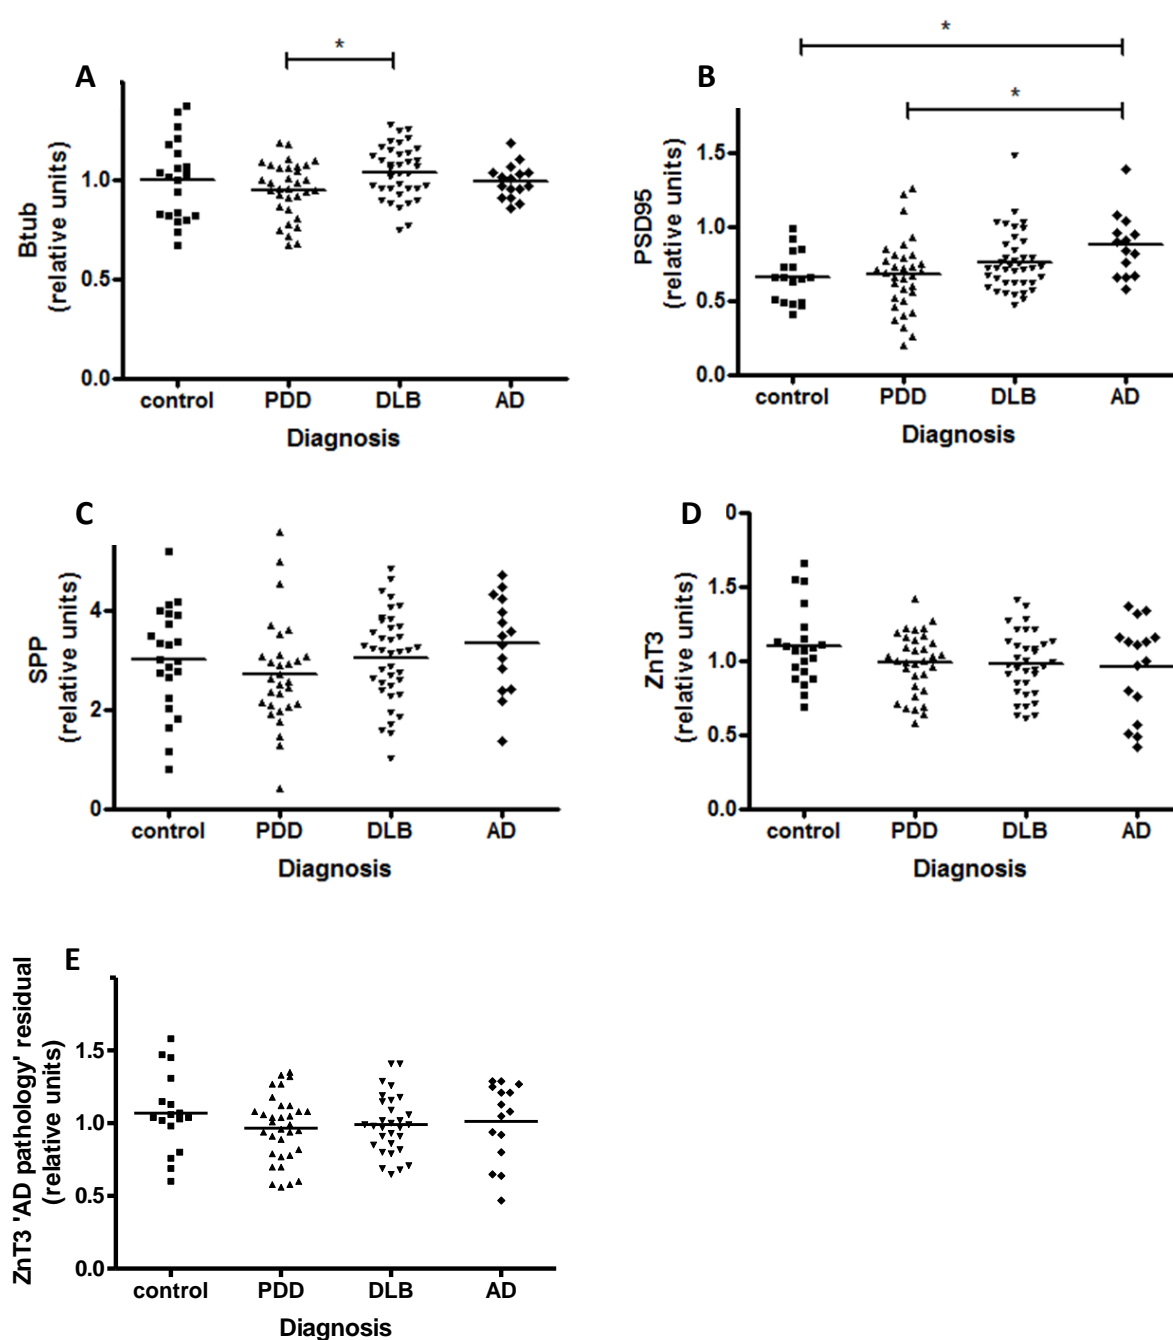 A
*
Btub
(relative units)
1.0
0.5
0.0
control PDD DLB AD
Diagnosis
B
*
*
PSD95
(relative units)
1.5
1.0
0.5
0.0
control PDD DLB AD
Diagnosis
C
SPP
(relative units)
4
2
0
control PDD DLB AD
Diagnosis
D
ZnT3
(relative units)
0
1.5
1.0
0.5
0.0
control PDD DLB AD
Diagnosis
E
ZnT3 'AD pathology' residual
(relative units)
1.5
1.0
0.5
0.0
control PDD DLB AD
Diagnosis